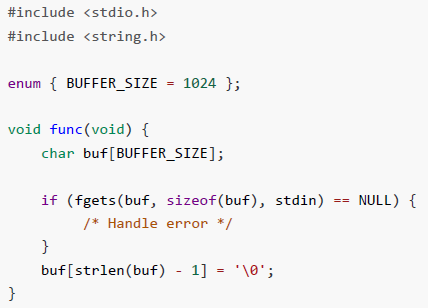 #include <stdio.h>
#include <string.h>

enum { BUFFER_SIZE = 1024 };

void func(void) {
    char buf[BUFFER_SIZE];

    if (fgets(buf, sizeof(buf), stdin) == NULL) {
         /* Handle error */
    }
    buf[strlen(buf) - 1] = '\0';
}